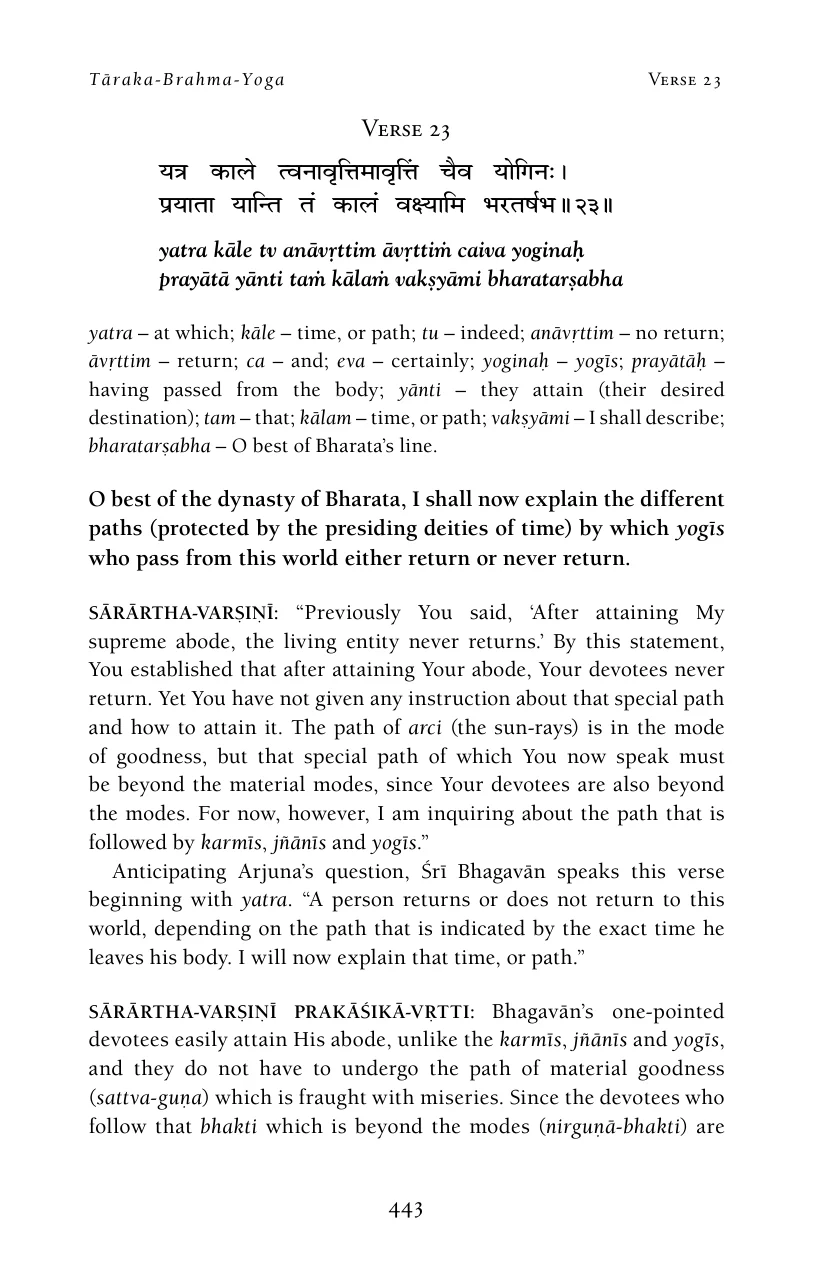 Tāraka-Brahma-Yoga
Verse 23
Verse 23
यत्र काले त्वनावृत्तिमावृत्तिं चैव योगिनः।
प्रयाता यान्ति तं कालं वक्ष्यामि भरतर्षभ॥२३॥
yatra kāle tv anāvṛttim āvṛttiṁ caiva yoginaḥ
prayātā yānti taṁ kālaṁ vakṣyāmi bharatarṣabha
yatra – at which; kāle – time, or path; tu – indeed; anāvṛttim – no return;
āvṛttim – return; ca – and; eva – certainly; yoginaḥ – yogīs; prayātāḥ –
having passed from the body; yānti – they attain (their desired
destination); tam – that; kālam – time, or path; vakṣyāmi – I shall describe;
bharatarṣabha – O best of Bharata’s line.
O best of the dynasty of Bharata, I shall now explain the different
paths (protected by the presiding deities of time) by which yogīs
who pass from this world either return or never return.
SĀRĀRTHA-VARṢIṆĪ: “Previously You said, ‘After attaining My
supreme abode, the living entity never returns.’ By this statement,
You established that after attaining Your abode, Your devotees never
return. Yet You have not given any instruction about that special path
and how to attain it. The path of arci (the sun-rays) is in the mode
of goodness, but that special path of which You now speak must
be beyond the material modes, since Your devotees are also beyond
the modes. For now, however, I am inquiring about the path that is
followed by karmīs, jñānīs and yogīs.”
Anticipating Arjuna’s question, Śrī Bhagavān speaks this verse
beginning with yatra. “A person returns or does not return to this
world, depending on the path that is indicated by the exact time he
leaves his body. I will now explain that time, or path.”
SĀRĀRTHA-VARṢIṆĪ PRAKĀŚIKĀ-VṚTTI: Bhagavān’s one-pointed
devotees easily attain His abode, unlike the karmīs, jñānīs and yogīs,
and they do not have to undergo the path of material goodness
(sattva-guṇa) which is fraught with miseries. Since the devotees who
follow that bhakti which is beyond the modes (nirguṇā-bhakti) are
443